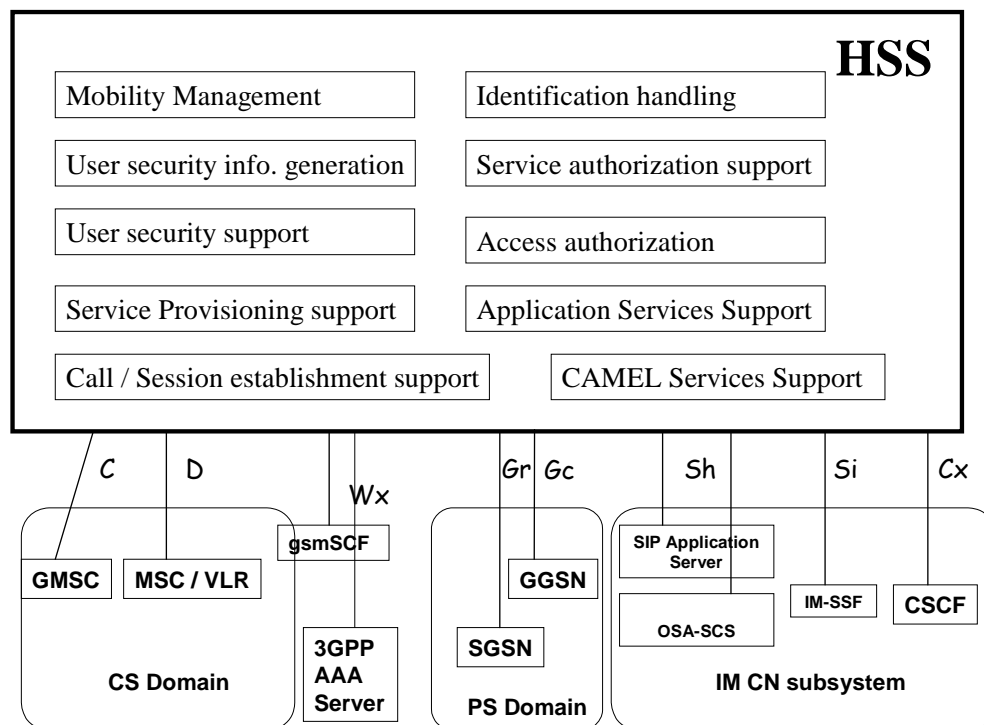 HSS
Mobility Management
Identification handling
User security info. generation
Service authorization support
User security support
Access authorization
Service Provisioning support
Application Services Support
Call / Session establishment support
CAMEL Services Support
C
D
Wx
Gr
Gc
Sh
Si
Cx
gsmSCF
GMSC
MSC / VLR
GGSN
SIP Application
Server
IM-SSF
CSCF
OSA-SCS
3GPP
AAA
Server
SGSN
CS Domain
PS Domain
IM CN subsystem